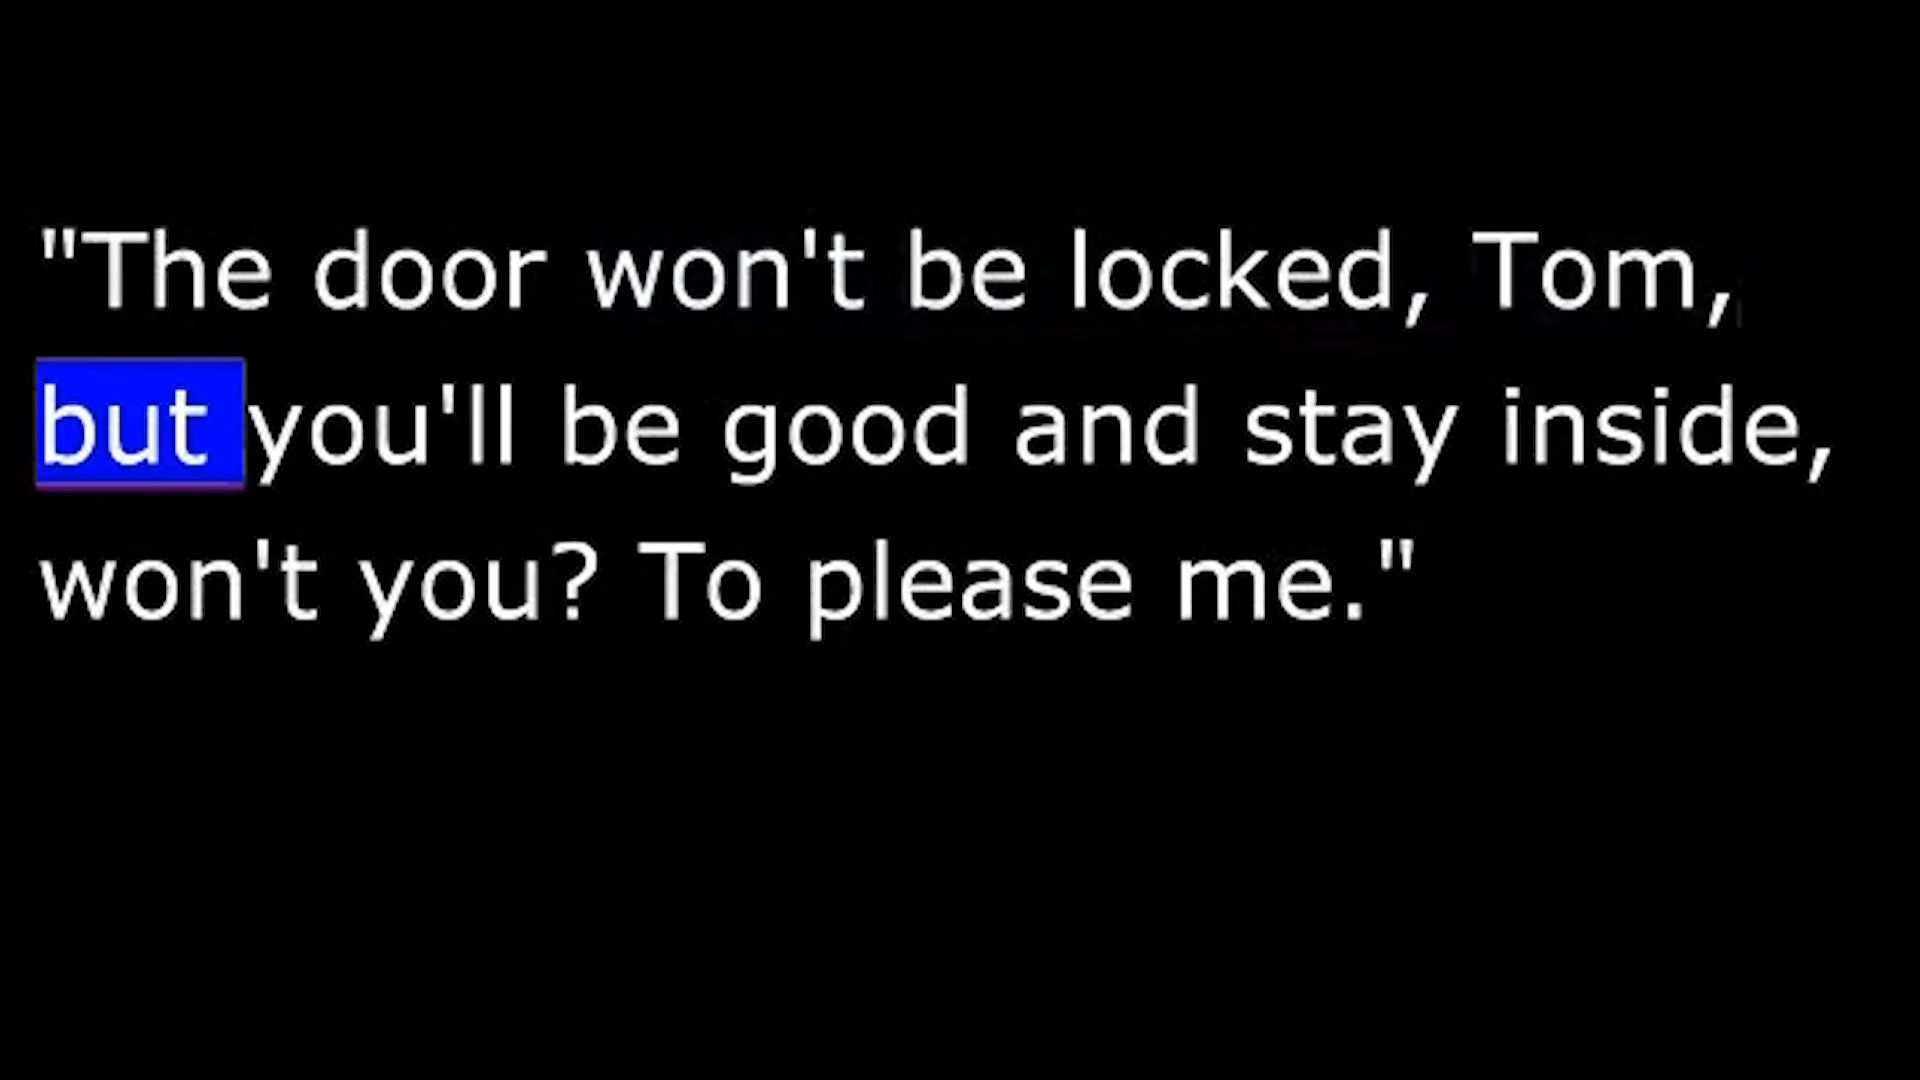 "The door won't be locked, Tom,
but you'll be good and stay inside,
won't you? To please me."